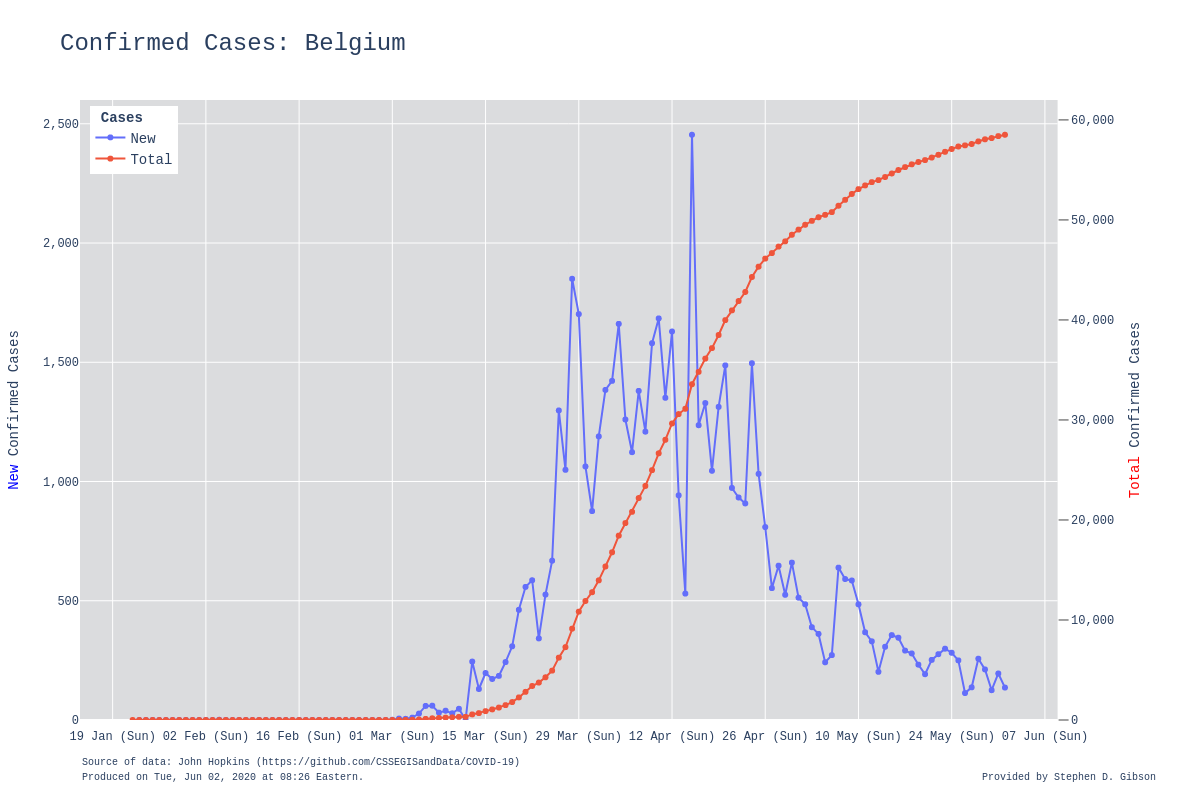 Confirmed Cases: Belgium
Cases
New
Total
2,500
2,000
1,500
1,000
500
0
New Confirmed Cases
60,000
50,000
40,000
30,000
20,000
10,000
0
Total Confirmed Cases
19 Jan (Sun) 02 Feb (Sun) 16 Feb (Sun) 01 Mar (Sun) 15 Mar (Sun) 29 Mar (Sun) 12 Apr (Sun) 26 Apr (Sun) 10 May (Sun) 24 May (Sun) 07 Jun (Sun)
Source of data: John Hopkins (https://github.com/CSSEGISandData/COVID-19)
Produced on Tue, Jun 02, 2020 at 08:26 Eastern.
Provided by Stephen D. Gibson